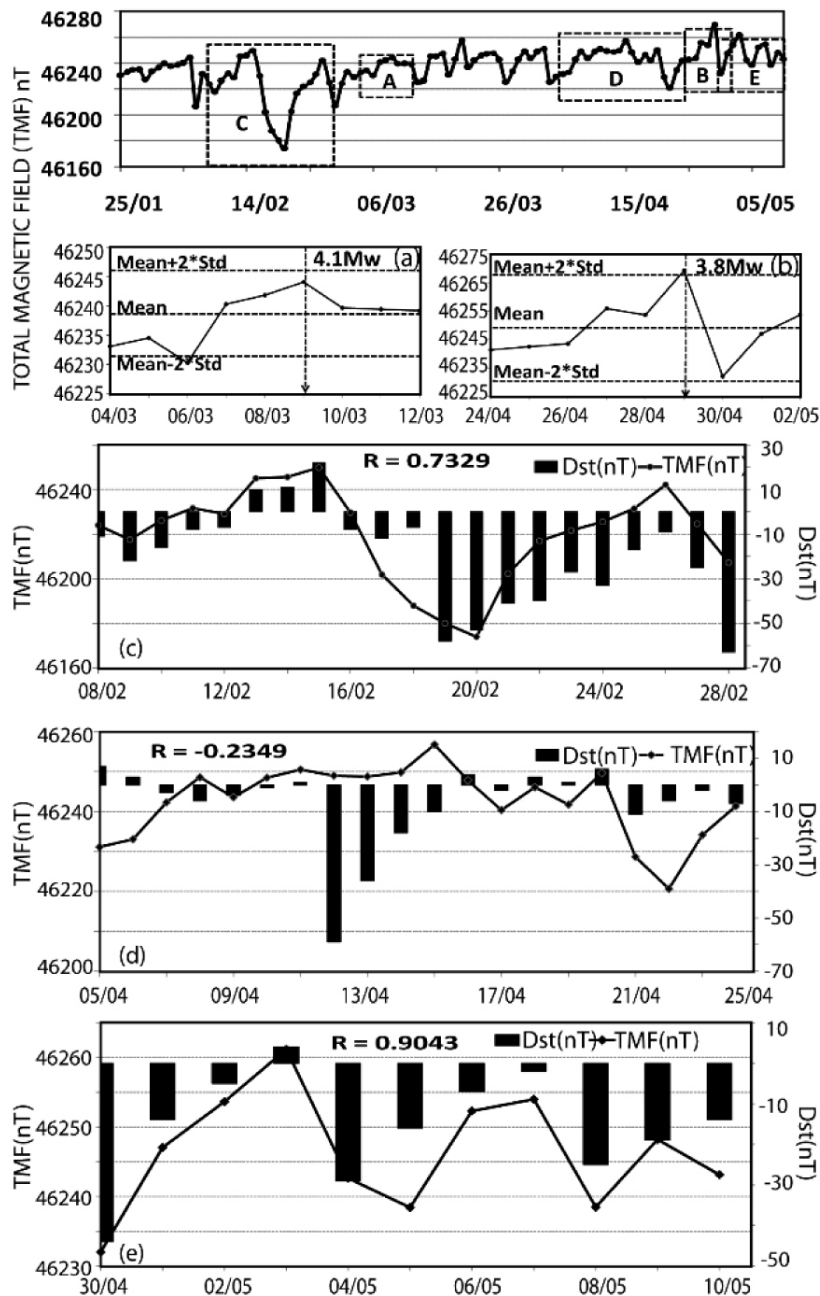 TOTAL MAGNETIC FIELD (TMF) nT
46280
46240
46200
46160
C
A
D
B
E
25/01 14/02 06/03 26/03 15/04 05/05
46250
46245
46240
46235
46230
46225
Mean+2*Std
4.1Mw (a)
Mean
Mean-2*Std
04/03 06/03 08/03 10/03 12/03
46275
46265
46255
46245
46235
46225
Mean+2*Std
3.8Mw (b)
Mean
Mean-2*Std
24/04 26/04 28/04 30/04 02/05
TMF(nT)
46240
46200
46160
R = 0.7329
Dst(nT) TMF(nT)
30
10
-10
-30
-50
-70
Dst(nT)
(c)
08/02 12/02 16/02 20/02 24/02 28/02
TMF(nT)
46260
46240
46220
46200
R = -0.2349
Dst(nT) TMF(nT)
10
-10
-30
-50
-70
Dst(nT)
(d)
05/04 09/04 13/04 17/04 21/04 25/04
TMF(nT)
46260
46250
46240
46230
R = 0.9043
Dst(nT) TMF(nT)
10
-10
-30
-50
Dst(nT)
(e)
30/04 02/05 04/05 06/05 08/05 10/05